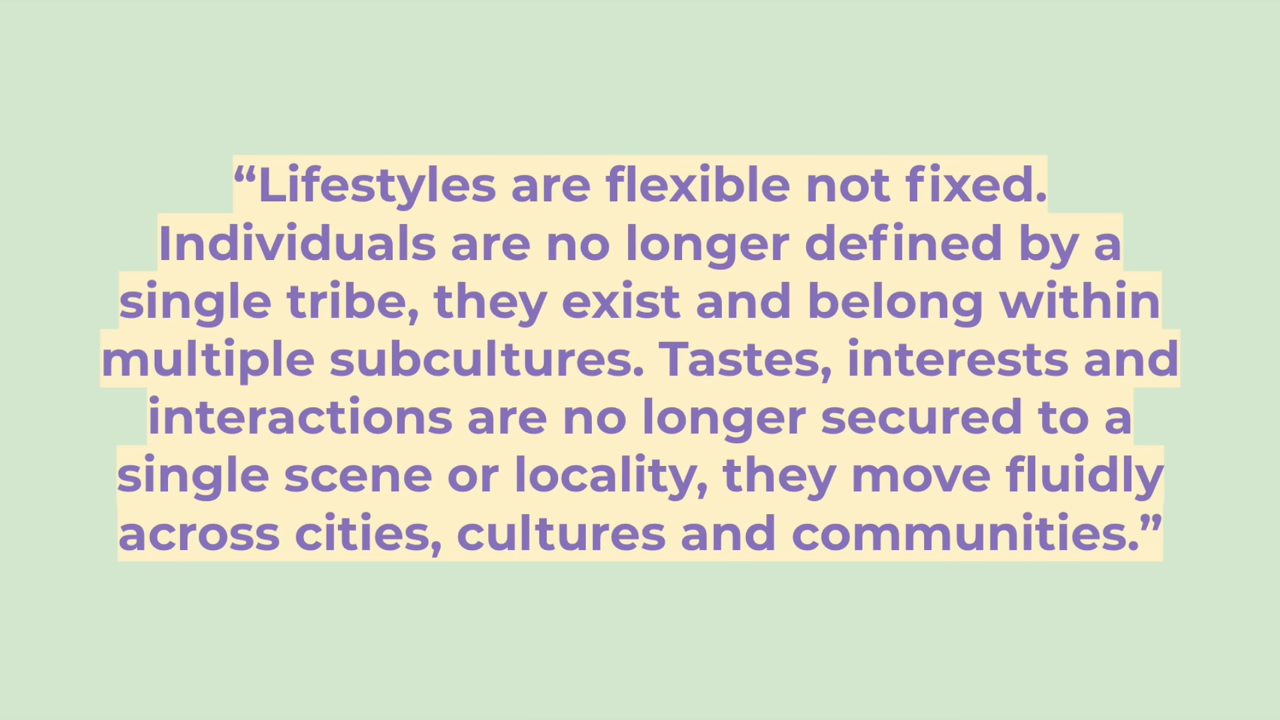 “Lifestyles are flexible not fixed.
Individuals are no longer defined by a
single tribe, they exist and belong within
multiple subcultures. Tastes, interests and
interactions are no longer secured to a
single scene or locality, they move fluidly
across cities, cultures and communities.”